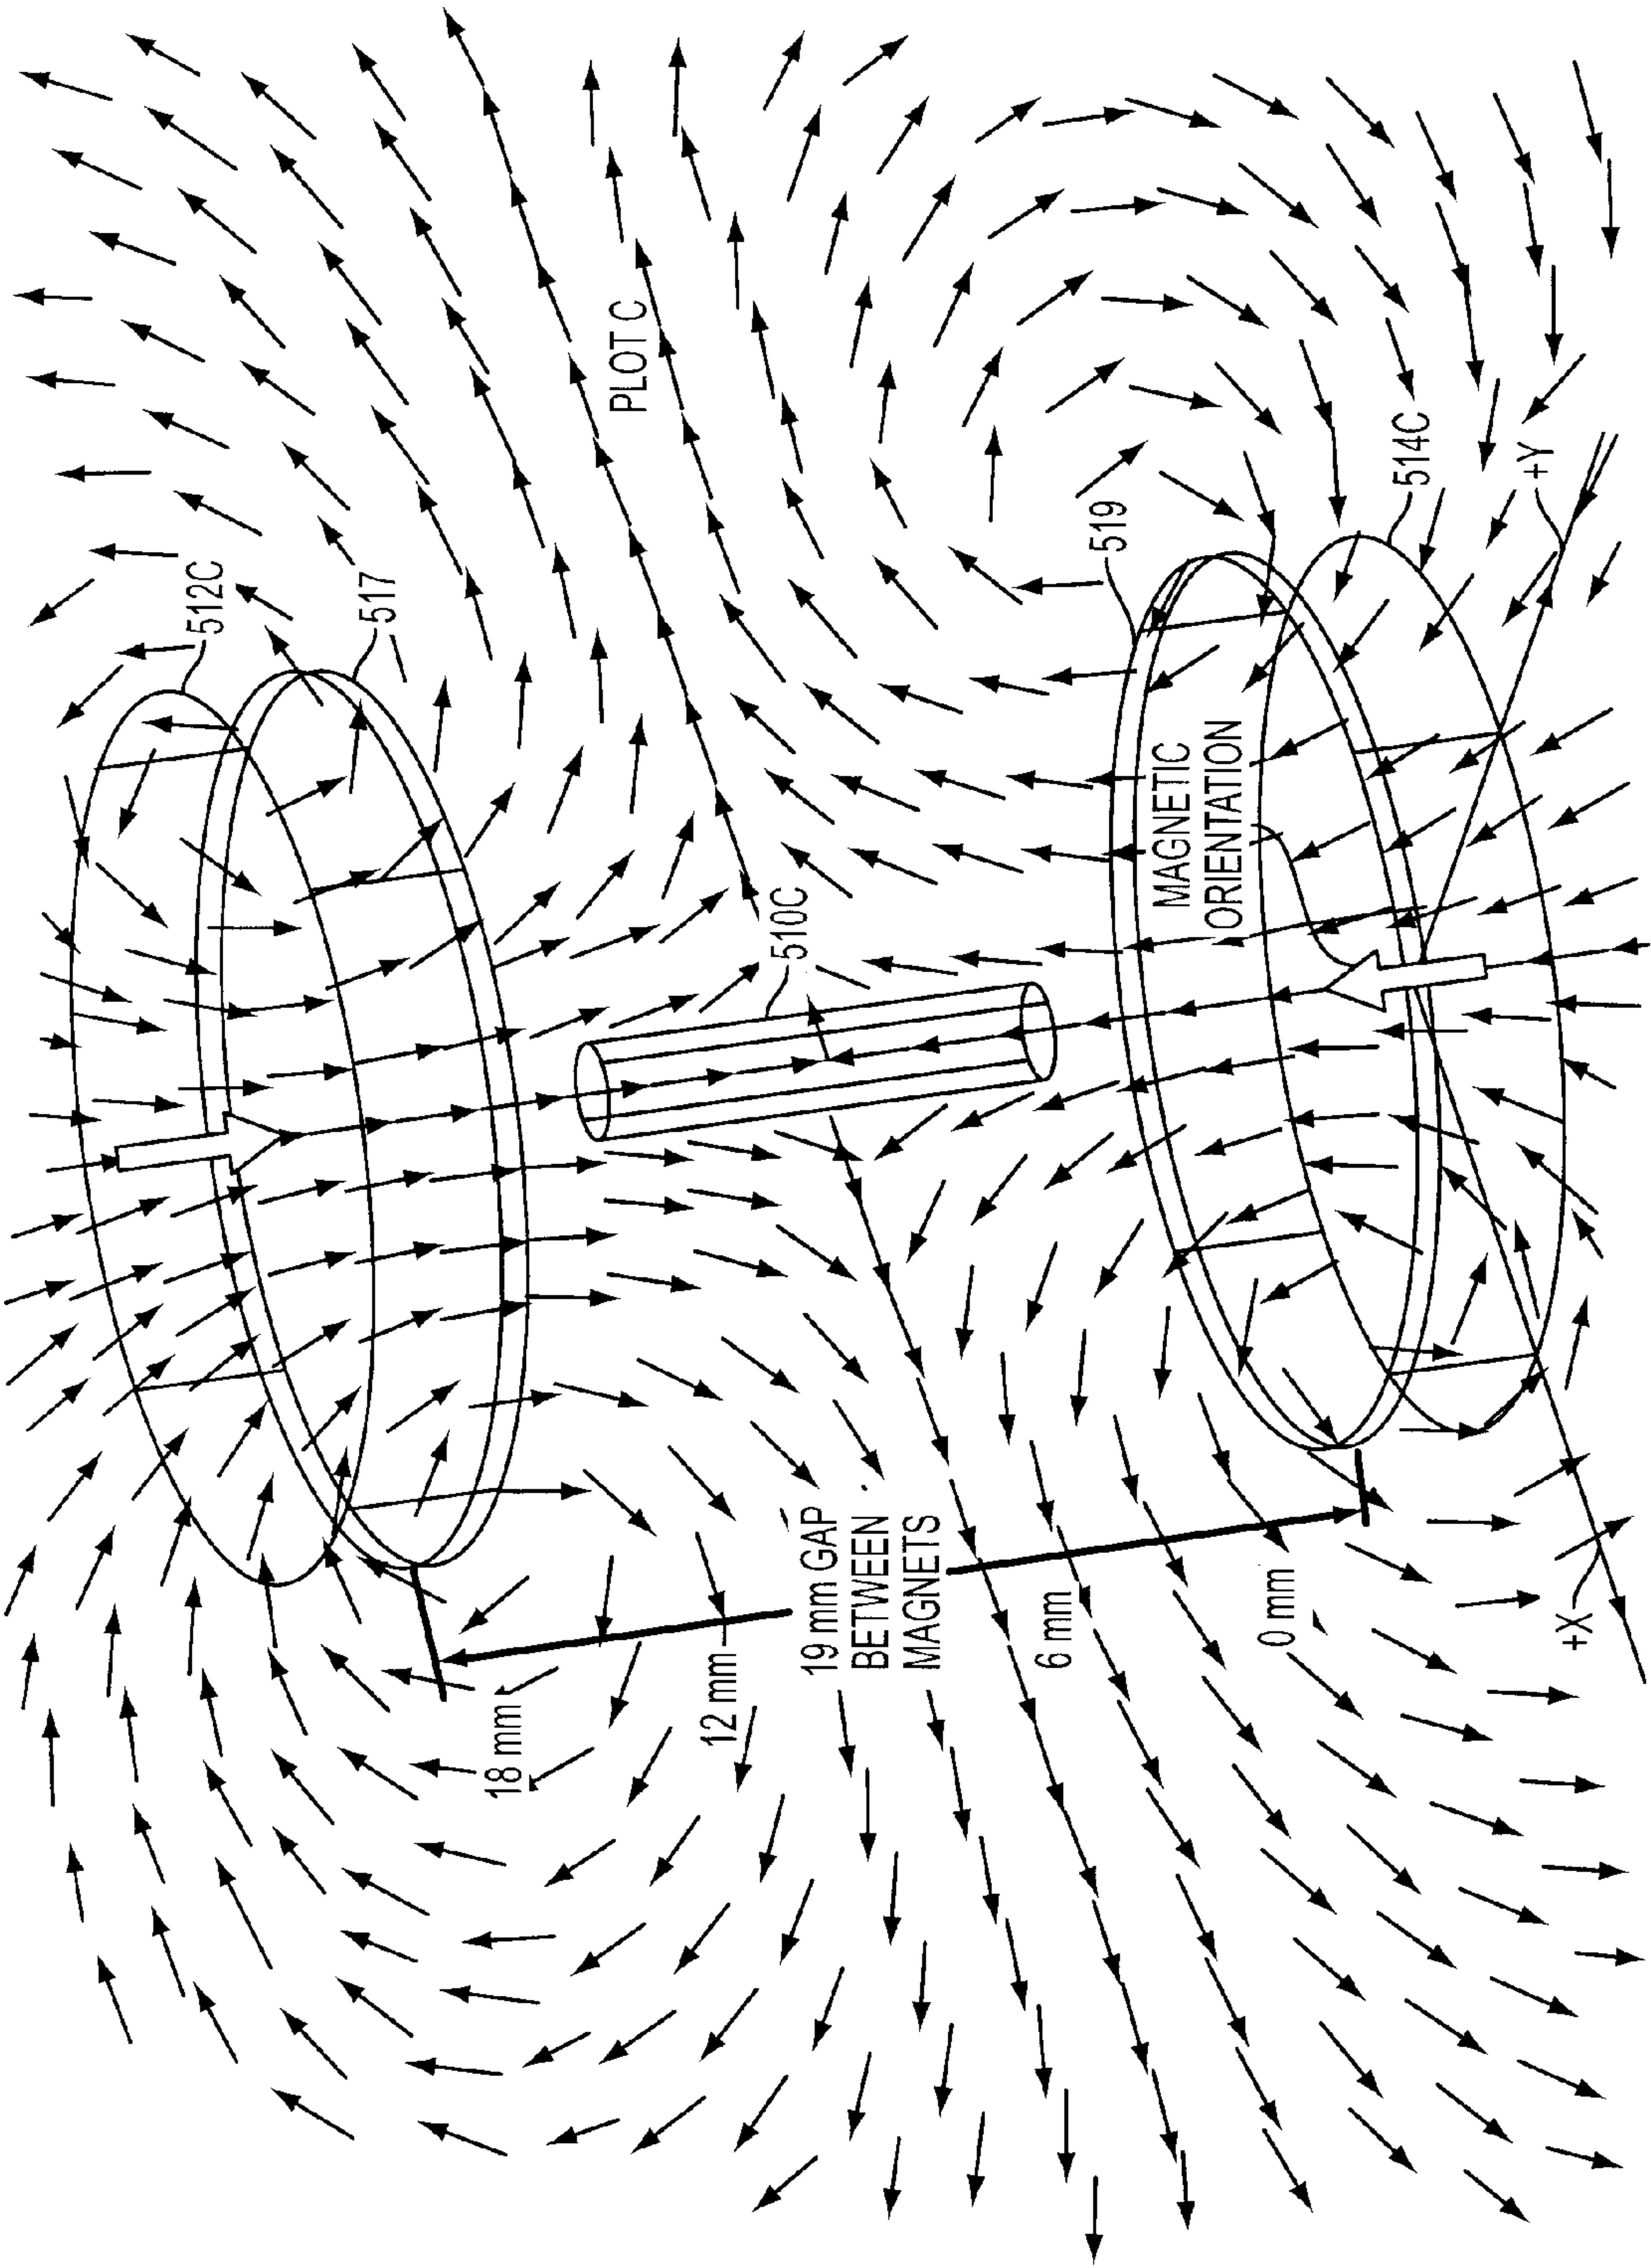 PLOT C
512C
517
510C
519
514C
+Y
MAGNETIC
ORIENTATION
19 mm GAP
BETWEEN
MAGNETS
18 mm
12 mm
6 mm
0 mm
+X